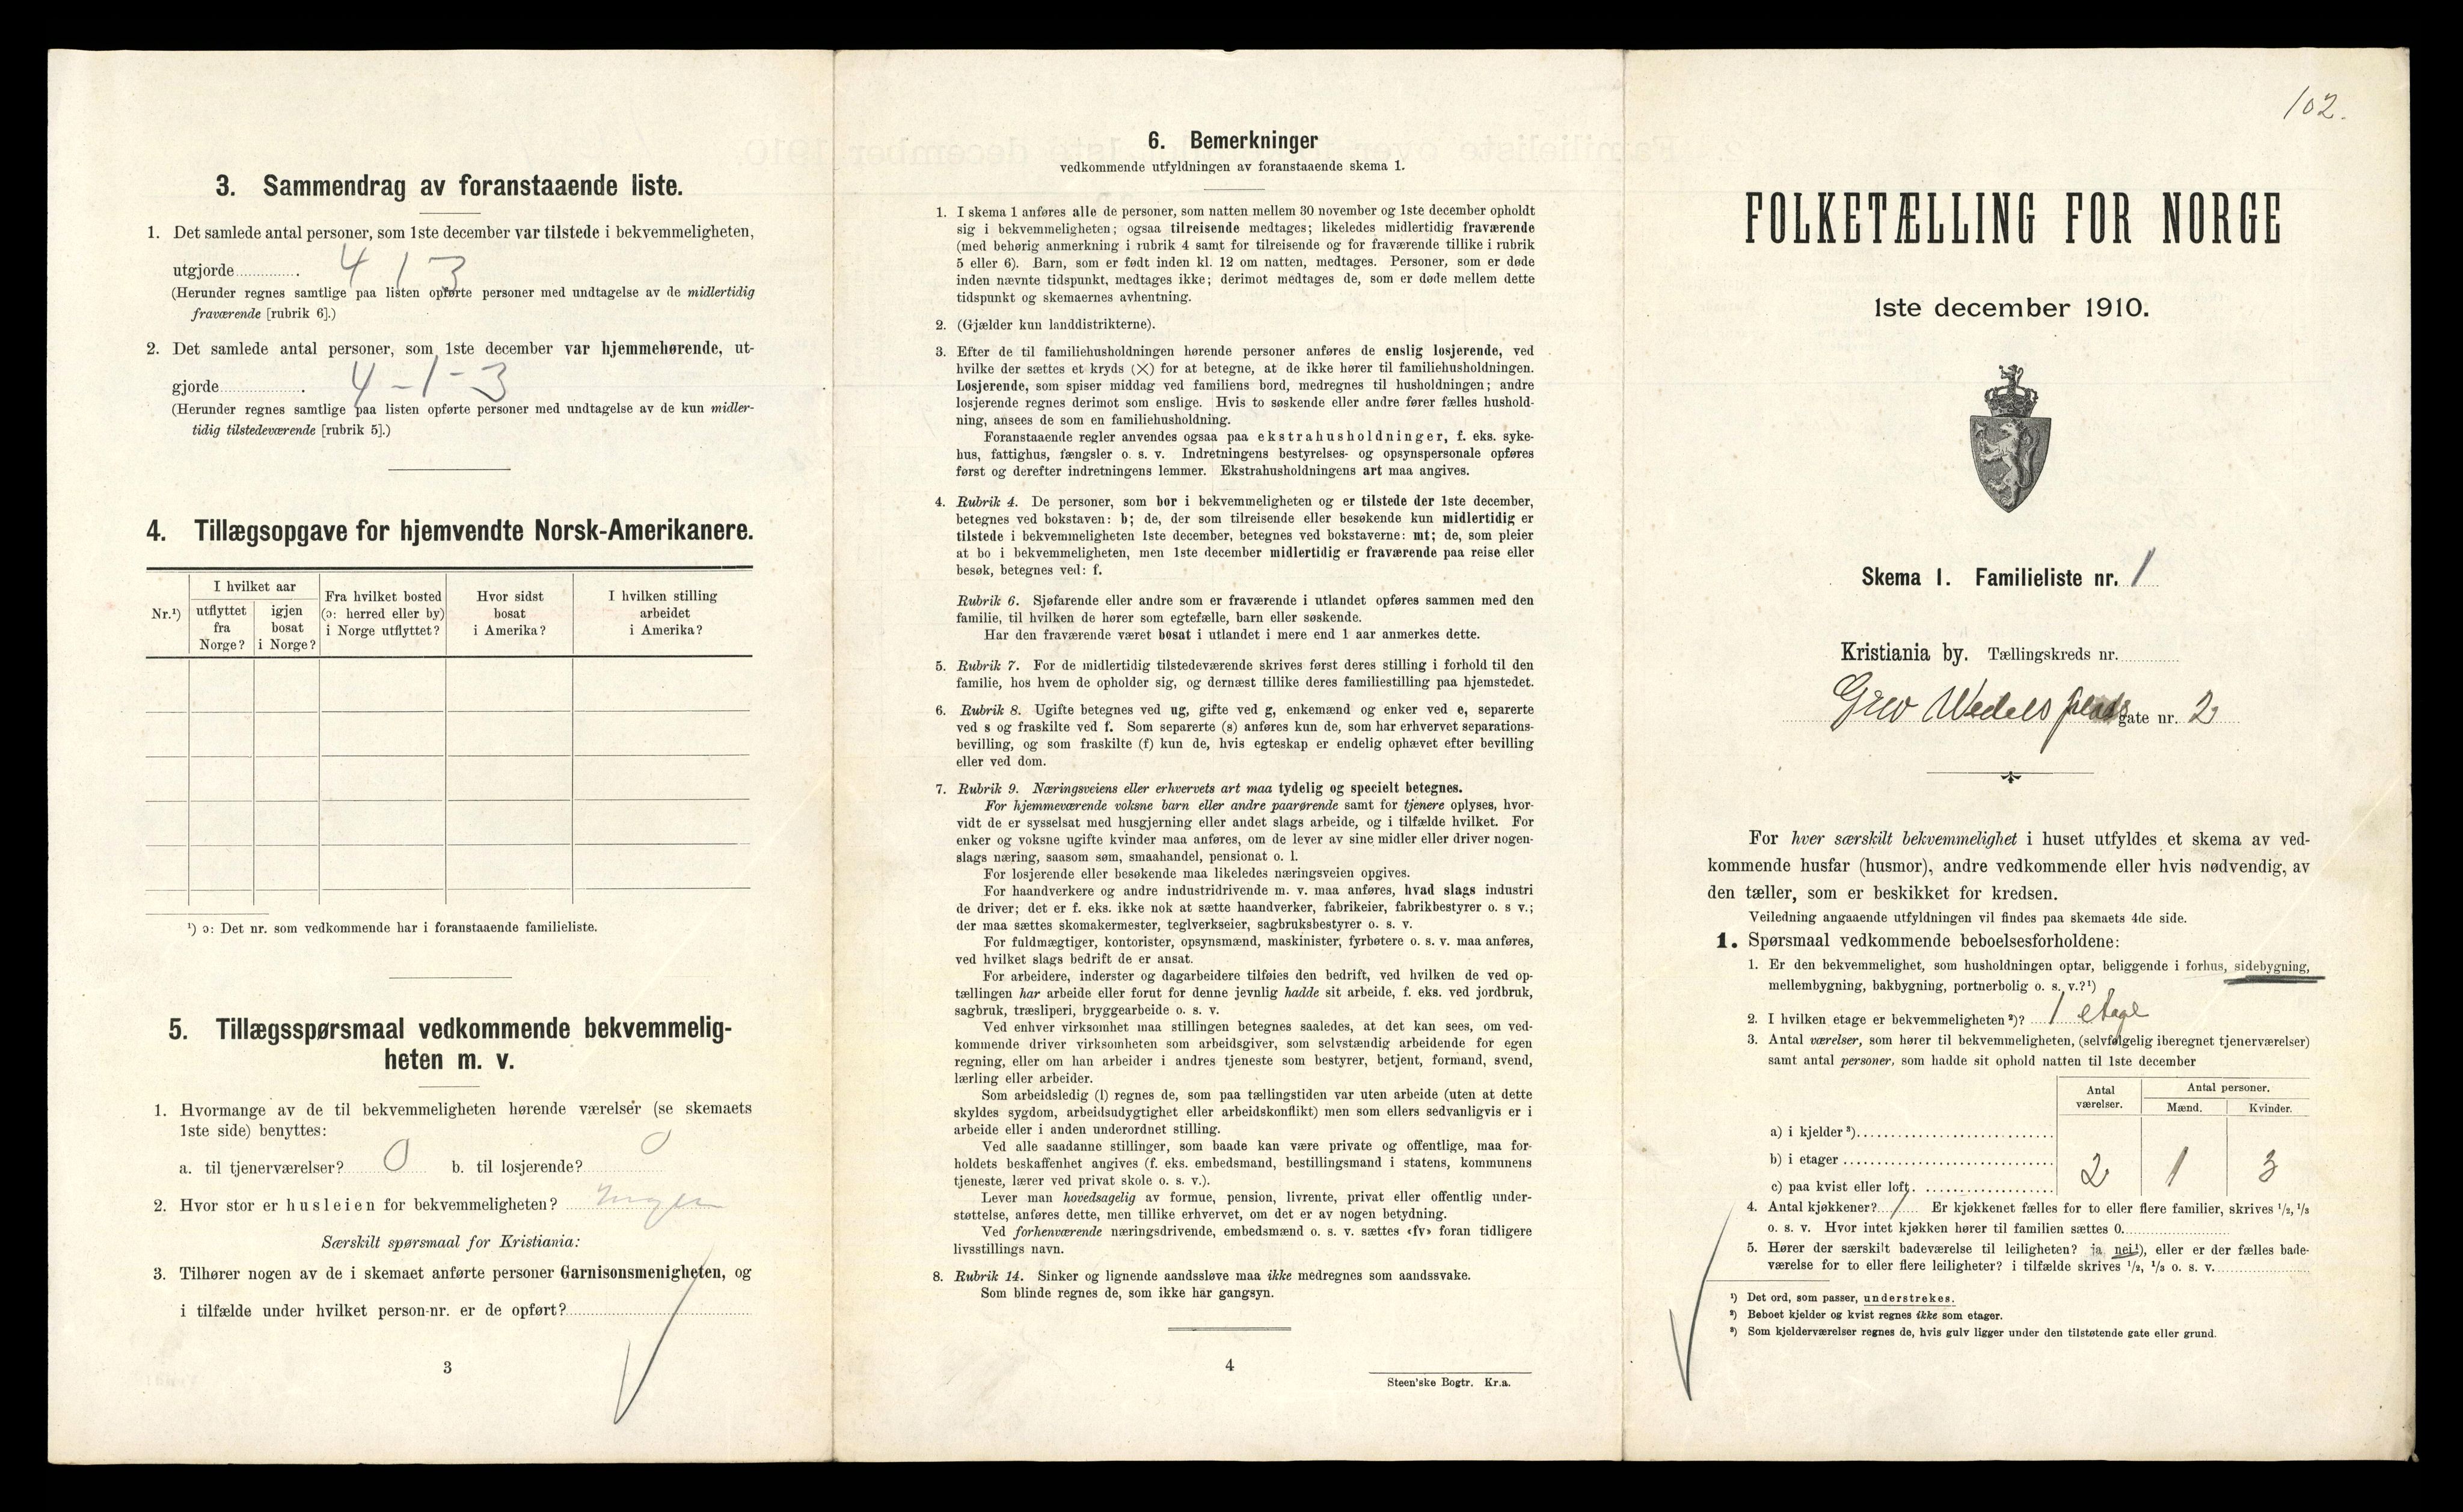 3. Sammendrag av foranstaaende liste.
1. Det samlede antal personer, som 1ste december var tilstede i bekvemmeligheten,
utgjorde.............. 4 1 3
(Herunder regnes samtlige paa listen opførte personer med undtagelse av de midlertidig
fraværende [rubrik 6].)
2. Det samlede antal personer, som 1ste december var hjemmehørende, ut-
gjorde.................. 4 - 1 - 3
(Herunder regnes samtlige paa listen opførte personer med undtagelse av de kun midler-
tidig tilstedeværende [rubrik 5].)
4. Tillægsopgave for hjemvendte Norsk-Amerikanere.
Nr.¹)
I hvilket aar
utflyttet
fra
Norge?
igjen
bosat
i Norge?
Fra hvilket bosted
(ɔ: herred eller by)
i Norge utflyttet?
Hvor sidst
bosat
i Amerika?
I hvilken stilling
arbeidet
i Amerika?
¹) ɔ: Det nr. som vedkommende har i foranstaaende familieliste.
5. Tillægsspørsmaal vedkommende bekvemmelig-
heten m. v.
1. Hvormange av de til bekvemmeligheten hørende værelser (se skemaets
1ste side) benyttes:
a. til tjenerværelser? 0 b. til losjerende? 0
2. Hvor stor er husleien for bekvemmeligheten? Ingen
Særskilt spørsmaal for Kristiania:
3. Tilhører nogen av de i skemaet anførte personer Garnisonsmenigheten, og
i tilfælde under hvilket person-nr. er de opført?
3
6. Bemerkninger
vedkommende utfyldningen av foranstaaende skema 1.
1. I skema 1 anføres alle de personer, som natten mellem 30 november og 1ste december opholdt
sig i bekvemmeligheten; ogsaa tilreisende medtages; likeledes midlertidig fraværende
(med behørig anmerkning i rubrik 4 samt for tilreisende og for fraværende tillike i rubrik
5 eller 6). Barn, som er født inden kl. 12 om natten, medtages. Personer, som er døde
inden nævnte tidspunkt, medtages ikke; derimot medtages de, som er døde mellem dette
tidspunkt og skemaernes avhentning.
2. (Gjælder kun landdistrikterne).
3. Efter de til familiehusholdningen hørende personer anføres de enslig losjerende, ved
hvilke der sættes et kryds (×) for at betegne, at de ikke hører til familiehusholdningen.
Losjerende, som spiser middag ved familiens bord, medregnes til husholdningen; andre
losjerende regnes derimot som enslige. Hvis to søskende eller andre fører fælles hushold-
ning, ansees de som en familiehusholdning.
Foranstaaende regler anvendes ogsaa paa ekstrahusholdninger, f. eks. syke-
hus, fattighus, fængsler o. s. v. Indretningens bestyrelses- og opsynspersonale opføres
først og derefter indretningens lemmer. Ekstrahusholdningens art maa angives.
4. Rubrik 4. De personer, som bor i bekvemmeligheten og er tilstede der 1ste december,
betegnes ved bokstaven: b; de, der som tilreisende eller besøkende kun midlertidig er
tilstede i bekvemmeligheten 1ste december, betegnes ved bokstaverne: mt; de, som pleier
at bo i bekvemmeligheten, men 1ste december midlertidig er fraværende paa reise eller
besøk, betegnes ved: f.
Rubrik 6. Sjøfarende eller andre som er fraværende i utlandet opføres sammen med den
familie, til hvilken de hører som egtefælle, barn eller søskende.
Har den fraværende været bosat i utlandet i mere end 1 aar anmerkes dette.
5. Rubrik 7. For de midlertidig tilstedeværende skrives først deres stilling i forhold til den
familie, hos hvem de opholder sig, og dernæst tillike deres familiestilling paa hjemstedet.
6. Rubrik 8. Ugifte betegnes ved ug, gifte ved g, enkemænd og enker ved e, separerte
ved s og fraskilte ved f. Som separerte (s) anføres kun de, som har erhvervet separations-
bevilling, og som fraskilte (f) kun de, hvis egteskap er endelig ophævet efter bevilling
eller ved dom.
7. Rubrik 9. Næringsveiens eller erhvervets art maa tydelig og specielt betegnes.
For hjemmeværende voksne barn eller andre paarørende samt for tjenere oplyses, hvor-
vidt de er sysselsat med husgjerning eller andet slags arbeide, og i tilfælde hvilket. For
enker og voksne ugifte kvinder maa anføres, om de lever av sine midler eller driver nogen-
slags næring, saasom søm, smaahandel, pensionat o. l.
For losjerende eller besøkende maa likeledes næringsveien opgives.
For haandverkere og andre industridrivende m. v. maa anføres, hvad slags industri
de driver; det er f. eks. ikke nok at sætte haandverker, fabrikeier, fabrikbestyrer o. s v.;
der maa sættes skomakermester, teglverkseier, sagbruksbestyrer o. s. v.
For fuldmægtiger, kontorister, opsynsmænd, maskinister, fyrbøtere o. s. v. maa anføres,
ved hvilket slags bedrift de er ansat.
For arbeidere, inderster og dagarbeidere tilføies den bedrift, ved hvilken de ved op-
tællingen har arbeide eller forut for denne jevnlig hadde sit arbeide, f. eks. ved jordbruk,
sagbruk, træsliperi, bryggearbeide o. s. v.
Ved enhver virksomhet maa stillingen betegnes saaledes, at det kan sees, om ved-
kommende driver virksomheten som arbeidsgiver, som selvstændig arbeidende for egen
regning, eller om han arbeider i andres tjeneste som bestyrer, betjent, formand, svend,
lærling eller arbeider.
Som arbeidsledig (l) regnes de, som paa tællingstiden var uten arbeide (uten at dette
skyldes sygdom, arbeidsudygtighet eller arbeidskonflikt) men som ellers sedvanligvis er i
arbeide eller i anden underordnet stilling.
Ved alle saadanne stillinger, som baade kan være private og offentlige, maa for-
holdets beskaffenhet angives (f. eks. embedsmand, bestillingsmand i statens, kommunens
tjeneste, lærer ved privat skole o. s. v.).
Lever man hovedsagelig av formue, pension, livrente, privat eller offentlig under-
støttelse, anføres dette, men tillike erhvervet, om det er av nogen betydning.
Ved forhenværende næringsdrivende, embedsmænd o. s. v. sættes «fv» foran tidligere
livsstillings navn.
8. Rubrik 14. Sinker og lignende aandssløve maa ikke medregnes som aandssvake.
Som blinde regnes de, som ikke har gangsyn.
4
Steen'ske Bogtr. Kr.a.
102.
FOLKETÆLLING FOR NORGE
1ste december 1910.
Skema 1. Familieliste nr. 1
Kristiania by. Tællingskreds nr.
Grev Wedels plads gate nr. 2
For hver særskilt bekvemmelighet i huset utfyldes et skema av ved-
kommende husfar (husmor), andre vedkommende eller hvis nødvendig, av
den tæller, som er beskikket for kredsen.
Veiledning angaaende utfyldningen vil findes paa skemaets 4de side.
1. Spørsmaal vedkommende beboelsesforholdene:
1. Er den bekvemmelighet, som husholdningen optar, beliggende i forhus, sidebygning,
mellembygning, bakbygning, portnerbolig o. s. v.?¹)
2. I hvilken etage er bekvemmeligheten²)? 1 etage
3. Antal værelser, som hører til bekvemmeligheten, (selvfølgelig iberegnet tjenerværelser)
samt antal personer, som hadde sit ophold natten til 1ste december
Antal
værelser.
Antal personer.
Mænd. Kvinder.
a) i kjelder³)
b) i etager 2 1 3
c) paa kvist eller loft
4. Antal kjøkkener? 1 Er kjøkkenet fælles for to eller flere familier, skrives 1/2, 1/3
o. s. v. Hvor intet kjøkken hører til familien sættes 0.
5. Hører der særskilt badeværelse til leiligheten? ja nei¹), eller er der fælles bade-
værelse for to eller flere leiligheter? i tilfælde skrives 1/2, 1/3 o. s. v.
¹) Det ord, som passer, understrekes.
²) Beboet kjelder og kvist regnes ikke som etager.
³) Som kjelderværelser regnes de, hvis gulv ligger under den tilstøtende gate eller grund.